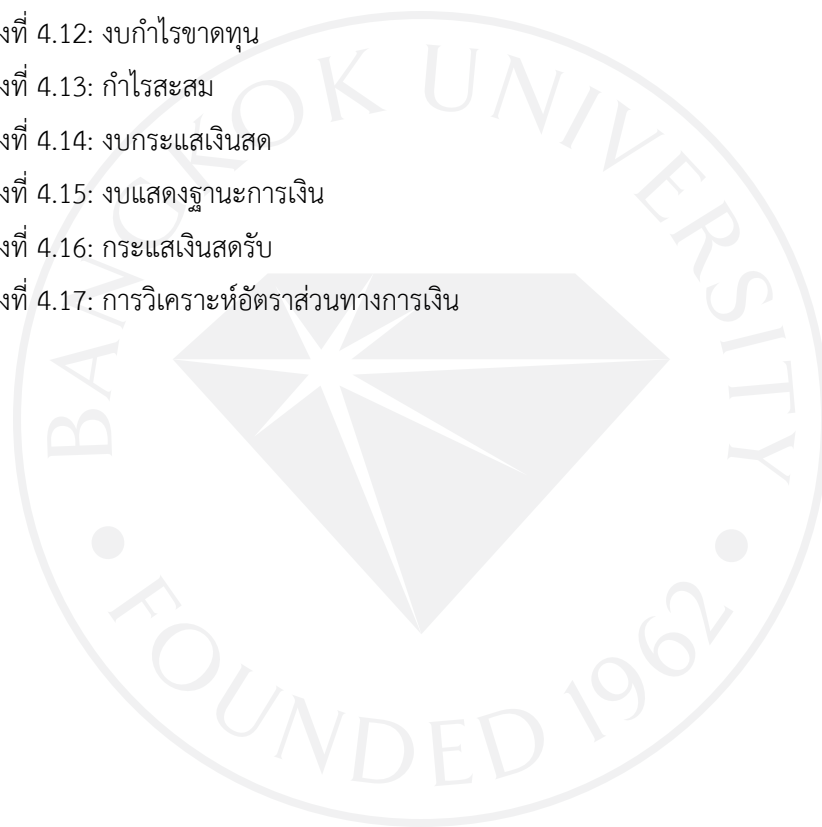 งที่ 4.12: งบกำไรขาดทุน
งที่ 4.13: กำไรสะสม
งที่ 4.14: งบกระแสเงินสด
งที่ 4.15: งบแสดงฐานะการเงิน
งที่ 4.16: กระแสเงินสดรับ
งที่ 4.17: การวิเคราะห์อัตราส่วนทางการเงิน
BANGKOK UNIVERSITY
• FOUNDED 1962 •